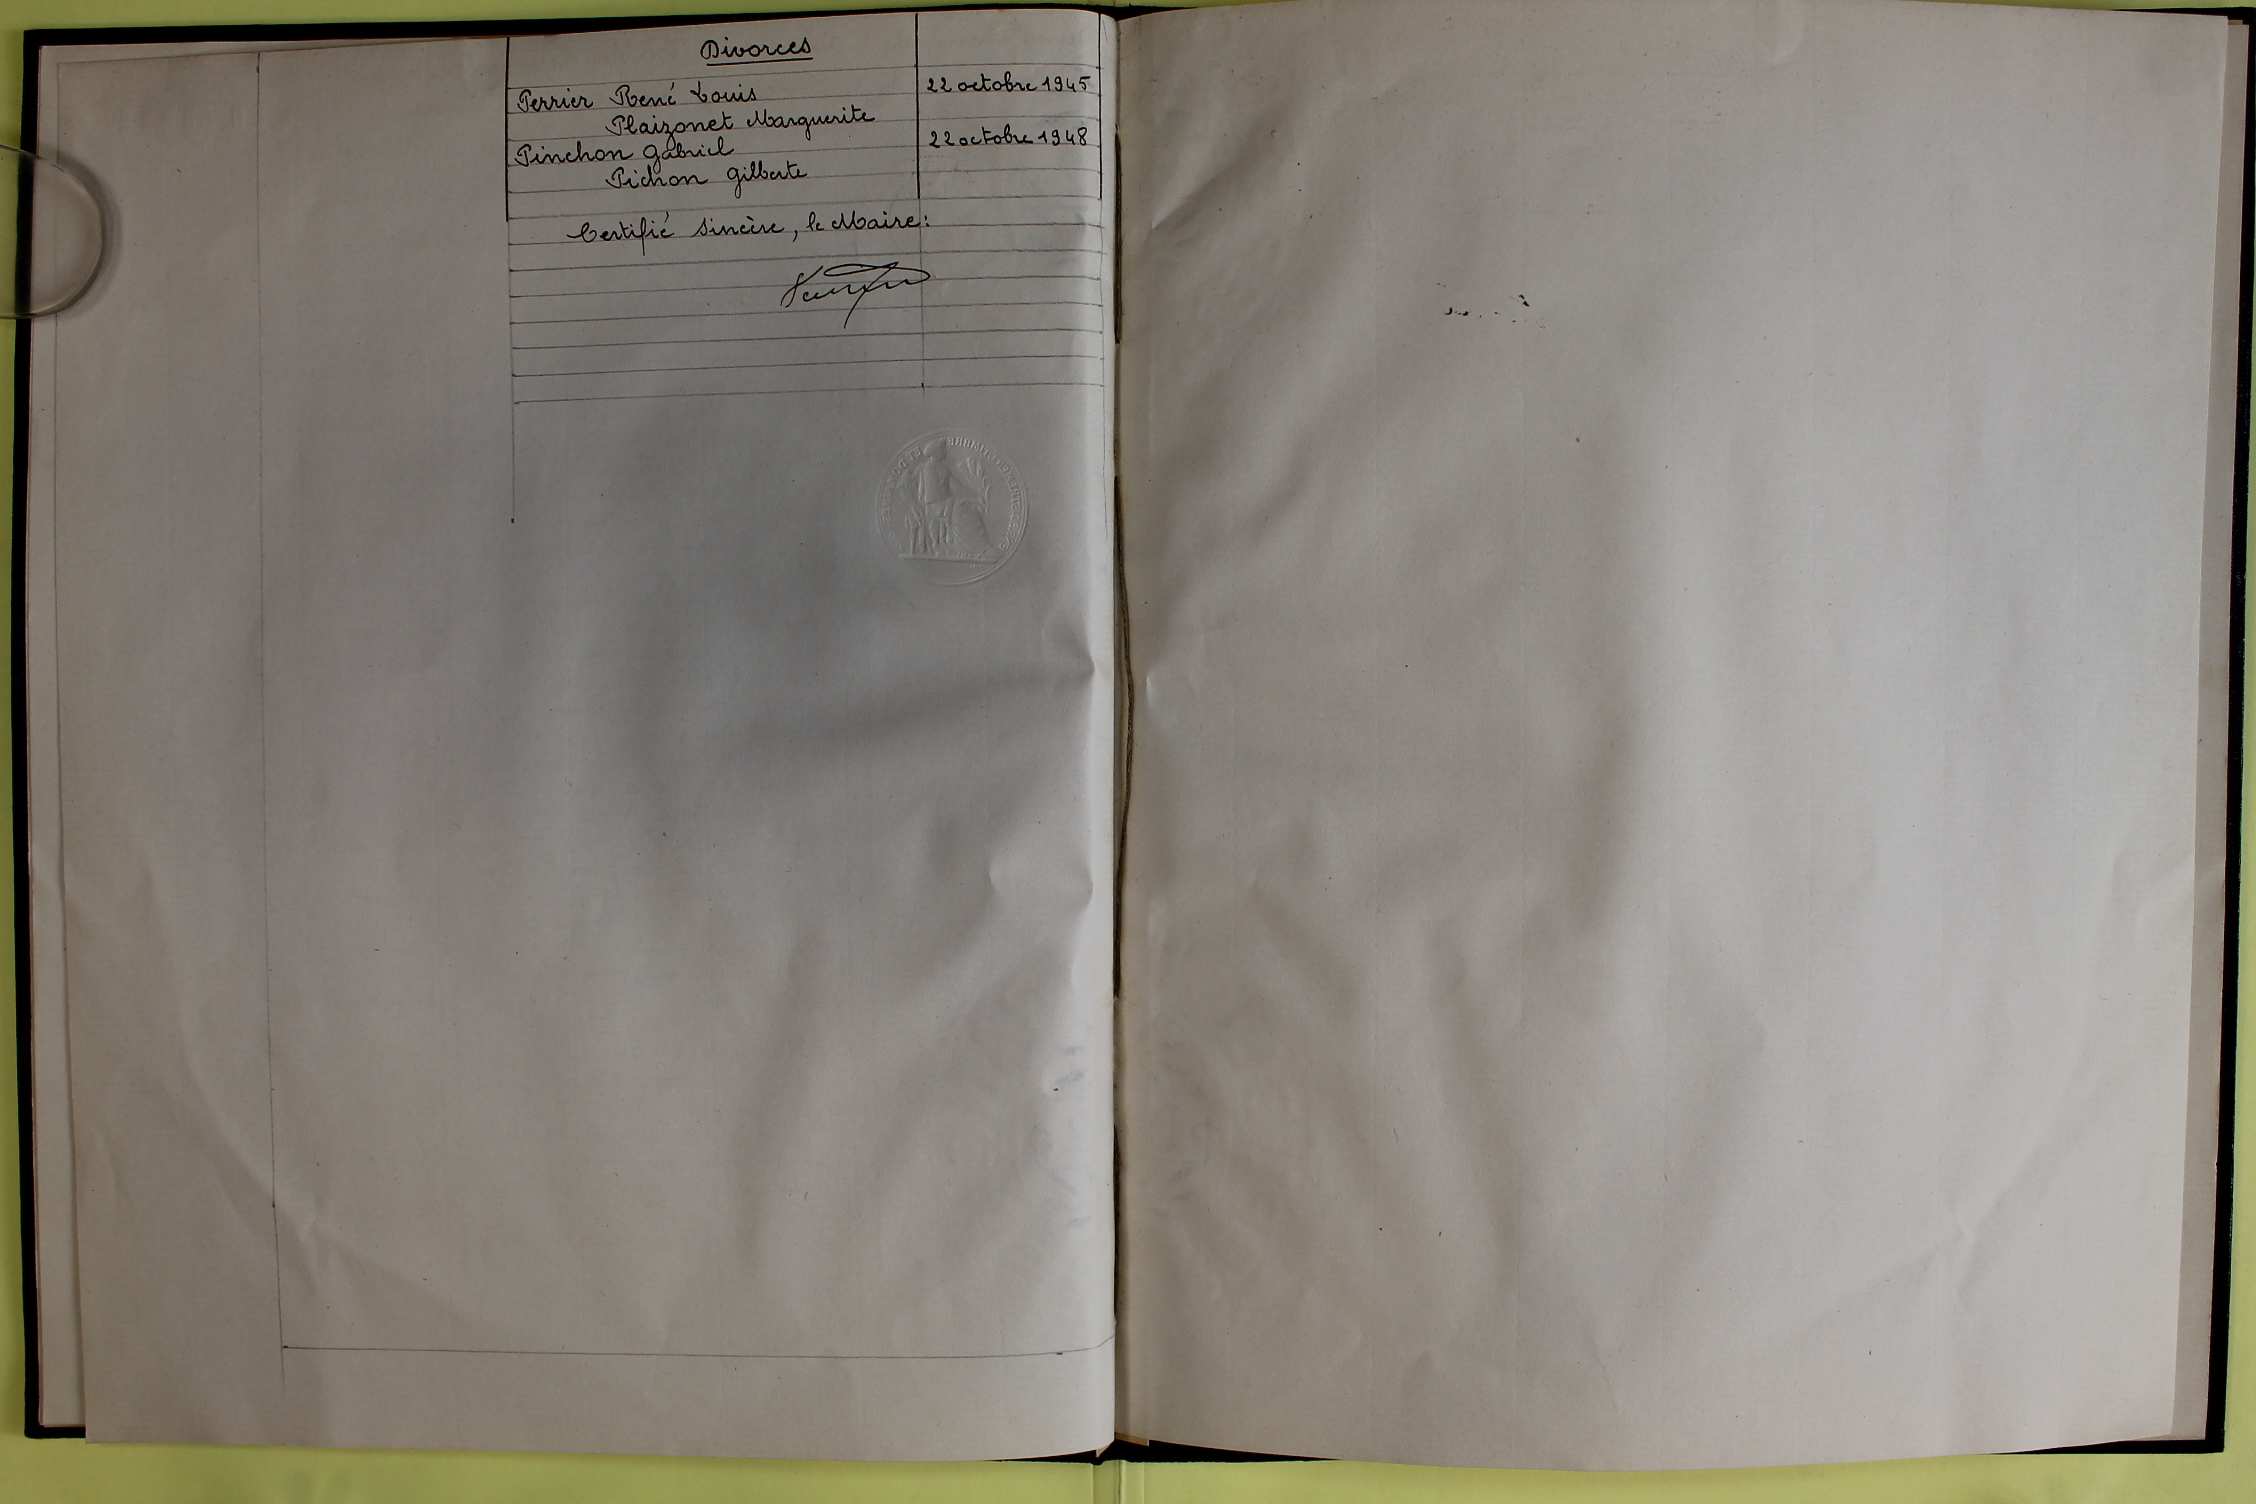 Divorces
Perrier René Louis 22 octobre 1945
Plaizonet Marguerite
Pinchon Gabriel 22 octobre 1948
Pichon Gilberte
Certifié sincère, le Maire: